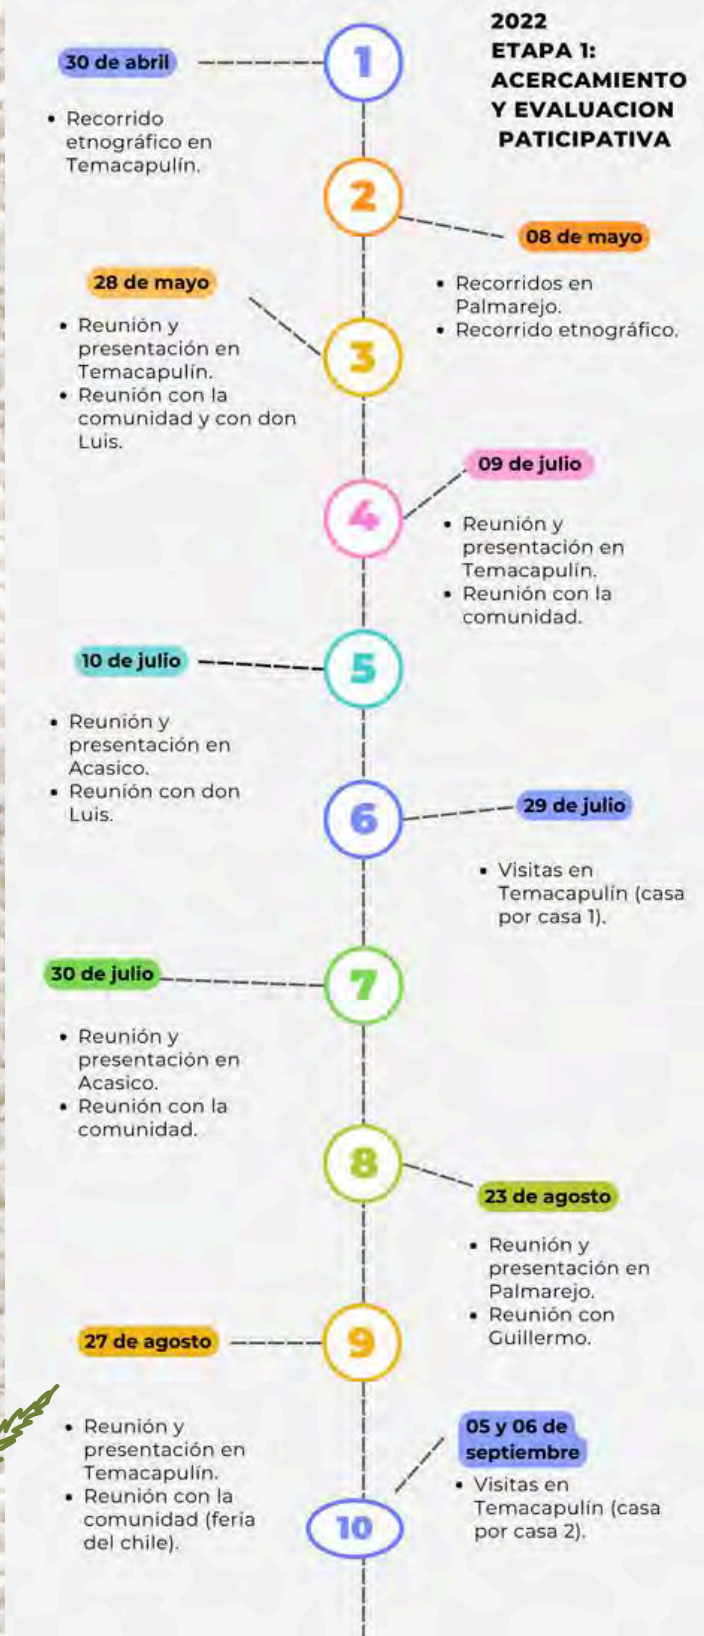 2022
ETAPA 1:
ACERCAMIENTO
Y EVALUACION
PATICIPATIVA
1
30 de abril
• Recorrido
etnográfico en
Temacapulín.
2
08 de mayo
• Recorridos en
Palmarejo.
• Recorrido etnográfico.
3
28 de mayo
• Reunión y
presentación en
Temacapulín.
• Reunión con la
comunidad y con don
Luis.
4
09 de julio
• Reunión y
presentación en
Temacapulín.
• Reunión con la
comunidad.
5
10 de julio
• Reunión y
presentación en
Acasico.
• Reunión con don
Luis.
6
29 de julio
• Visitas en
Temacapulín (casa
por casa 1).
7
30 de julio
• Reunión y
presentación en
Acasico.
• Reunión con la
comunidad.
8
23 de agosto
• Reunión y
presentación en
Palmarejo.
• Reunión con
Guillermo.
9
27 de agosto
• Reunión y
presentación en
Temacapulín.
• Reunión con la
comunidad (feria
del chile).
10
05 y 06 de
septiembre
• Visitas en
Temacapulín (casa
por casa 2).